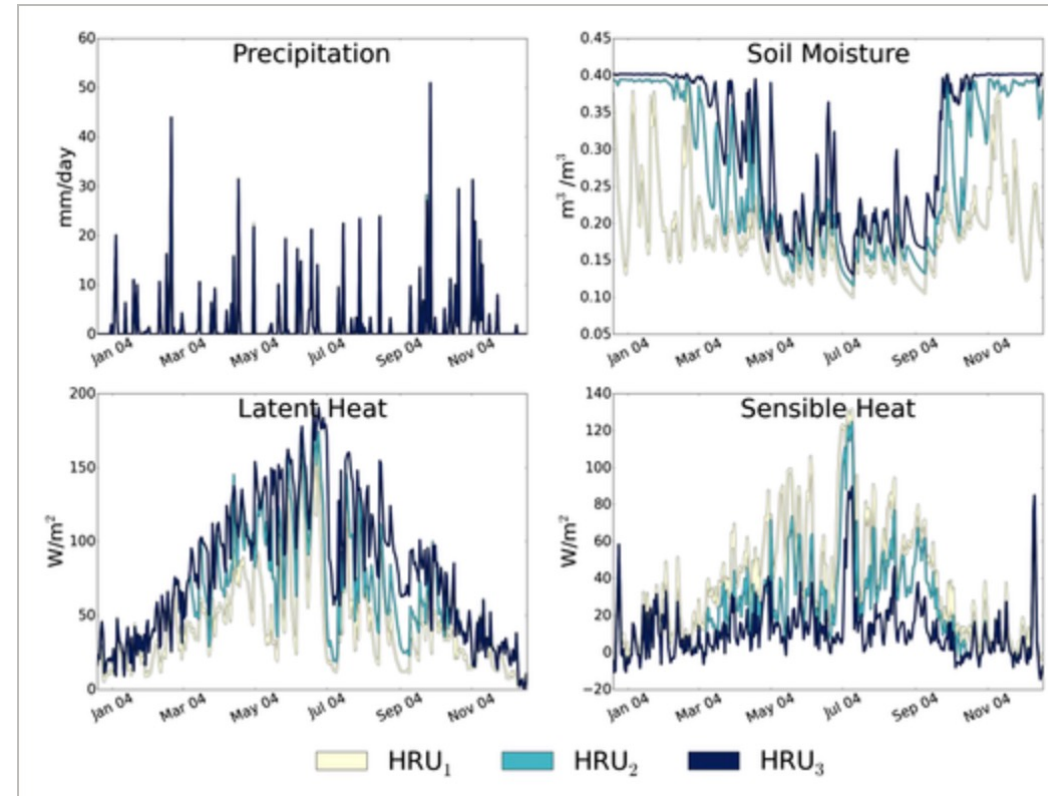 Precipitation
mm/day
60
50
40
30
20
10
0
Jan 04 Mar 04 May 04 Jul 04 Sep 04 Nov 04
Soil Moisture
m³ /m³
0.45
0.40
0.35
0.30
0.25
0.20
0.15
0.10
0.05
Jan 04 Mar 04 May 04 Jul 04 Sep 04 Nov 04
Latent Heat
W/m²
200
150
100
50
0
Jan 04 Mar 04 May 04 Jul 04 Sep 04 Nov 04
Sensible Heat
W/m²
140
120
100
80
60
40
20
0
−20
Jan 04 Mar 04 May 04 Jul 04 Sep 04 Nov 04
HRU₁ HRU₂ HRU₃